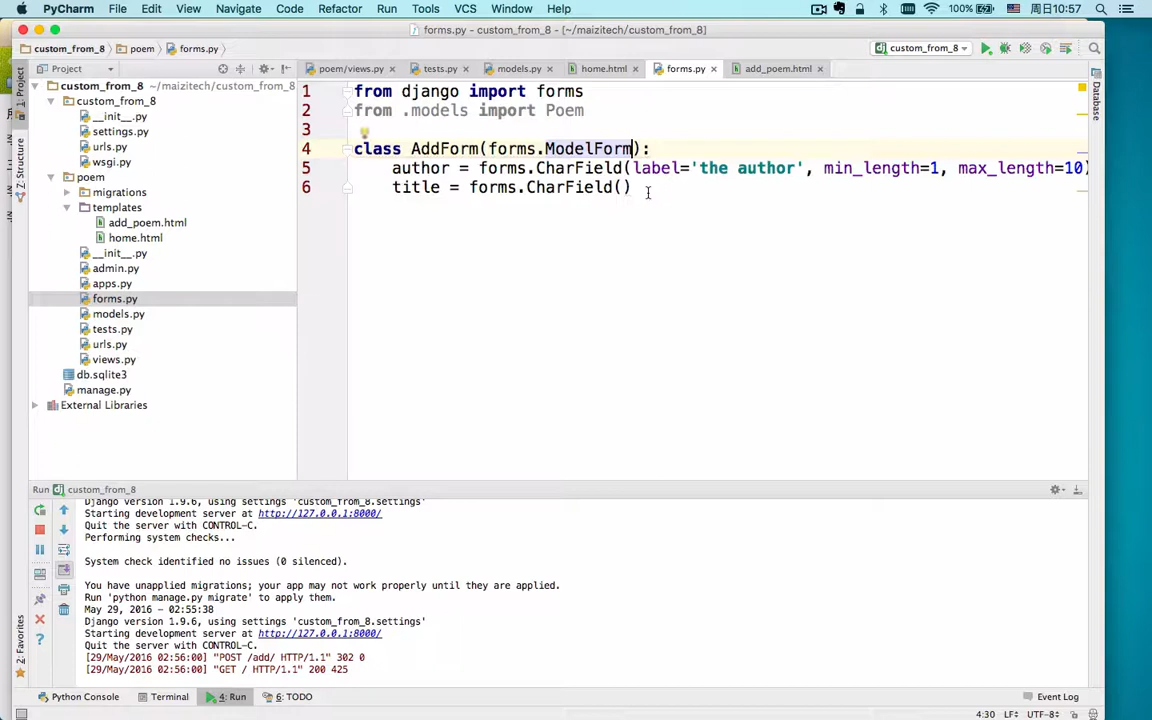 PyCharm File Edit View Navigate Code Refactor Run Tools VCS Window Help 100% 周日10:57
forms.py - custom_from_8 - [~/maizitech/custom_from_8]
custom_from_8 poem forms.py custom_from_8
Project poem/views.py tests.py models.py home.html forms.py add_poem.html
1: Project
Z: Structure
2: Favorites
Database
custom_from_8 ~/maizitech/custom_from_8
custom_from_8
__init__.py
settings.py
urls.py
wsgi.py
poem
migrations
templates
add_poem.html
home.html
__init__.py
admin.py
apps.py
forms.py
models.py
tests.py
urls.py
views.py
db.sqlite3
manage.py
External Libraries
1 from django import forms
2 from .models import Poem
3
4 class AddForm(forms.ModelForm):
5 author = forms.CharField(label='the author', min_length=1, max_length=10)
6 title = forms.CharField()
Run custom_from_8
Django version 1.9.6, using settings 'custom_from_8.settings'
Starting development server at http://127.0.0.1:8000/
Quit the server with CONTROL-C.
Performing system checks...
System check identified no issues (0 silenced).
You have unapplied migrations; your app may not work properly until they are applied.
Run 'python manage.py migrate' to apply them.
May 29, 2016 - 02:55:38
Django version 1.9.6, using settings 'custom_from_8.settings'
Starting development server at http://127.0.0.1:8000/
Quit the server with CONTROL-C.
[29/May/2016 02:56:00] "POST /add/ HTTP/1.1" 302 0
[29/May/2016 02:56:00] "GET / HTTP/1.1" 200 425
Python Console Terminal 4: Run 6: TODO Event Log
4:30 LF UTF-8